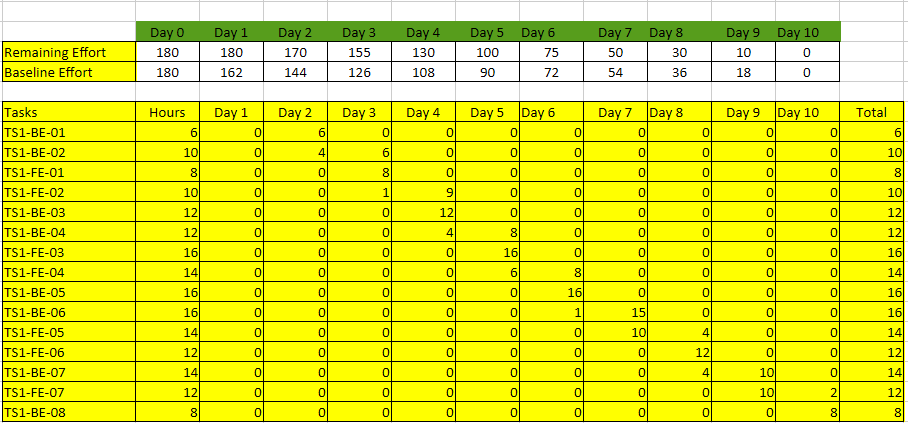 Day 0 Day 1 Day 2 Day 3 Day 4 Day 5 Day 6 Day 7 Day 8 Day 9 Day 10
Remaining Effort 180 180 170 155 130 100 75 50 30 10 0
Baseline Effort 180 162 144 126 108 90 72 54 36 18 0
Tasks Hours Day 1 Day 2 Day 3 Day 4 Day 5 Day 6 Day 7 Day 8 Day 9 Day 10 Total
TS1-BE-01 6 0 6 0 0 0 0 0 0 0 0 6
TS1-BE-02 10 0 4 6 0 0 0 0 0 0 0 10
TS1-FE-01 8 0 0 8 0 0 0 0 0 0 0 8
TS1-FE-02 10 0 0 1 9 0 0 0 0 0 0 10
TS1-BE-03 12 0 0 0 12 0 0 0 0 0 0 12
TS1-BE-04 12 0 0 0 4 8 0 0 0 0 0 12
TS1-FE-03 16 0 0 0 0 16 0 0 0 0 0 16
TS1-FE-04 14 0 0 0 0 6 8 0 0 0 0 14
TS1-BE-05 16 0 0 0 0 0 16 0 0 0 0 16
TS1-BE-06 16 0 0 0 0 0 1 15 0 0 0 16
TS1-FE-05 14 0 0 0 0 0 0 10 4 0 0 14
TS1-FE-06 12 0 0 0 0 0 0 0 12 0 0 12
TS1-BE-07 14 0 0 0 0 0 0 0 4 10 0 14
TS1-FE-07 12 0 0 0 0 0 0 0 0 10 2 12
TS1-BE-08 8 0 0 0 0 0 0 0 0 0 8 8